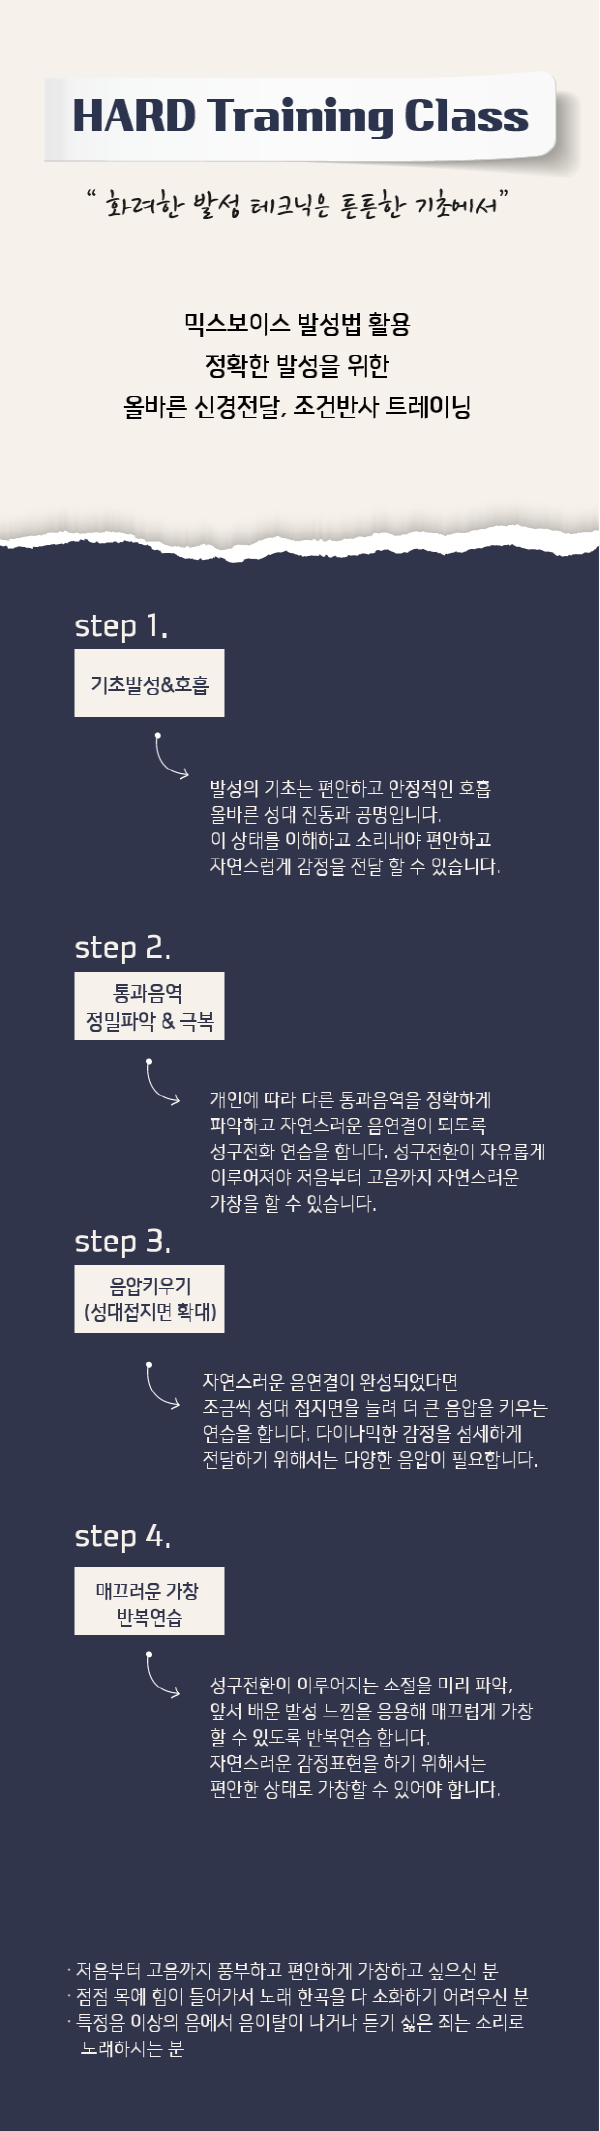 HARD Training Class
“ 화려한 발성 테크닉은 튼튼한 기초에서”
믹스보이스 발성법 활용
정확한 발성을 위한
올바른 신경전달, 조건반사 트레이닝
step 1.
기초발성&호흡
발성의 기초는 편안하고 안정적인 호흡
올바른 성대 진동과 공명입니다.
이 상태를 이해하고 소리내야 편안하고
자연스럽게 감정을 전달 할 수 있습니다.
step 2.
통과음역
정밀파악 & 극복
개인에 따라 다른 통과음역을 정확하게
파악하고 자연스러운 음연결이 되도록
성구전화 연습을 합니다. 성구전환이 자유롭게
이루어져야 저음부터 고음까지 자연스러운
가창을 할 수 있습니다.
step 3.
음압키우기
(성대접지면 확대)
자연스러운 음연결이 완성되었다면
조금씩 성대 접지면을 늘려 더 큰 음압을 키우는
연습을 합니다. 다이나믹한 감정을 섬세하게
전달하기 위해서는 다양한 음압이 필요합니다.
step 4.
매끄러운 가창
반복연습
성구전환이 이루어지는 소절을 미리 파악,
앞서 배운 발성 느낌을 응용해 매끄럽게 가창
할 수 있도록 반복연습 합니다.
자연스러운 감정표현을 하기 위해서는
편안한 상태로 가창할 수 있어야 합니다.
· 저음부터 고음까지 풍부하고 편안하게 가창하고 싶으신 분
· 점점 목에 힘이 들어가서 노래 한곡을 다 소화하기 어려우신 분
· 특정음 이상의 음에서 음이탈이 나거나 듣기 싫은 죄는 소리로
노래하시는 분